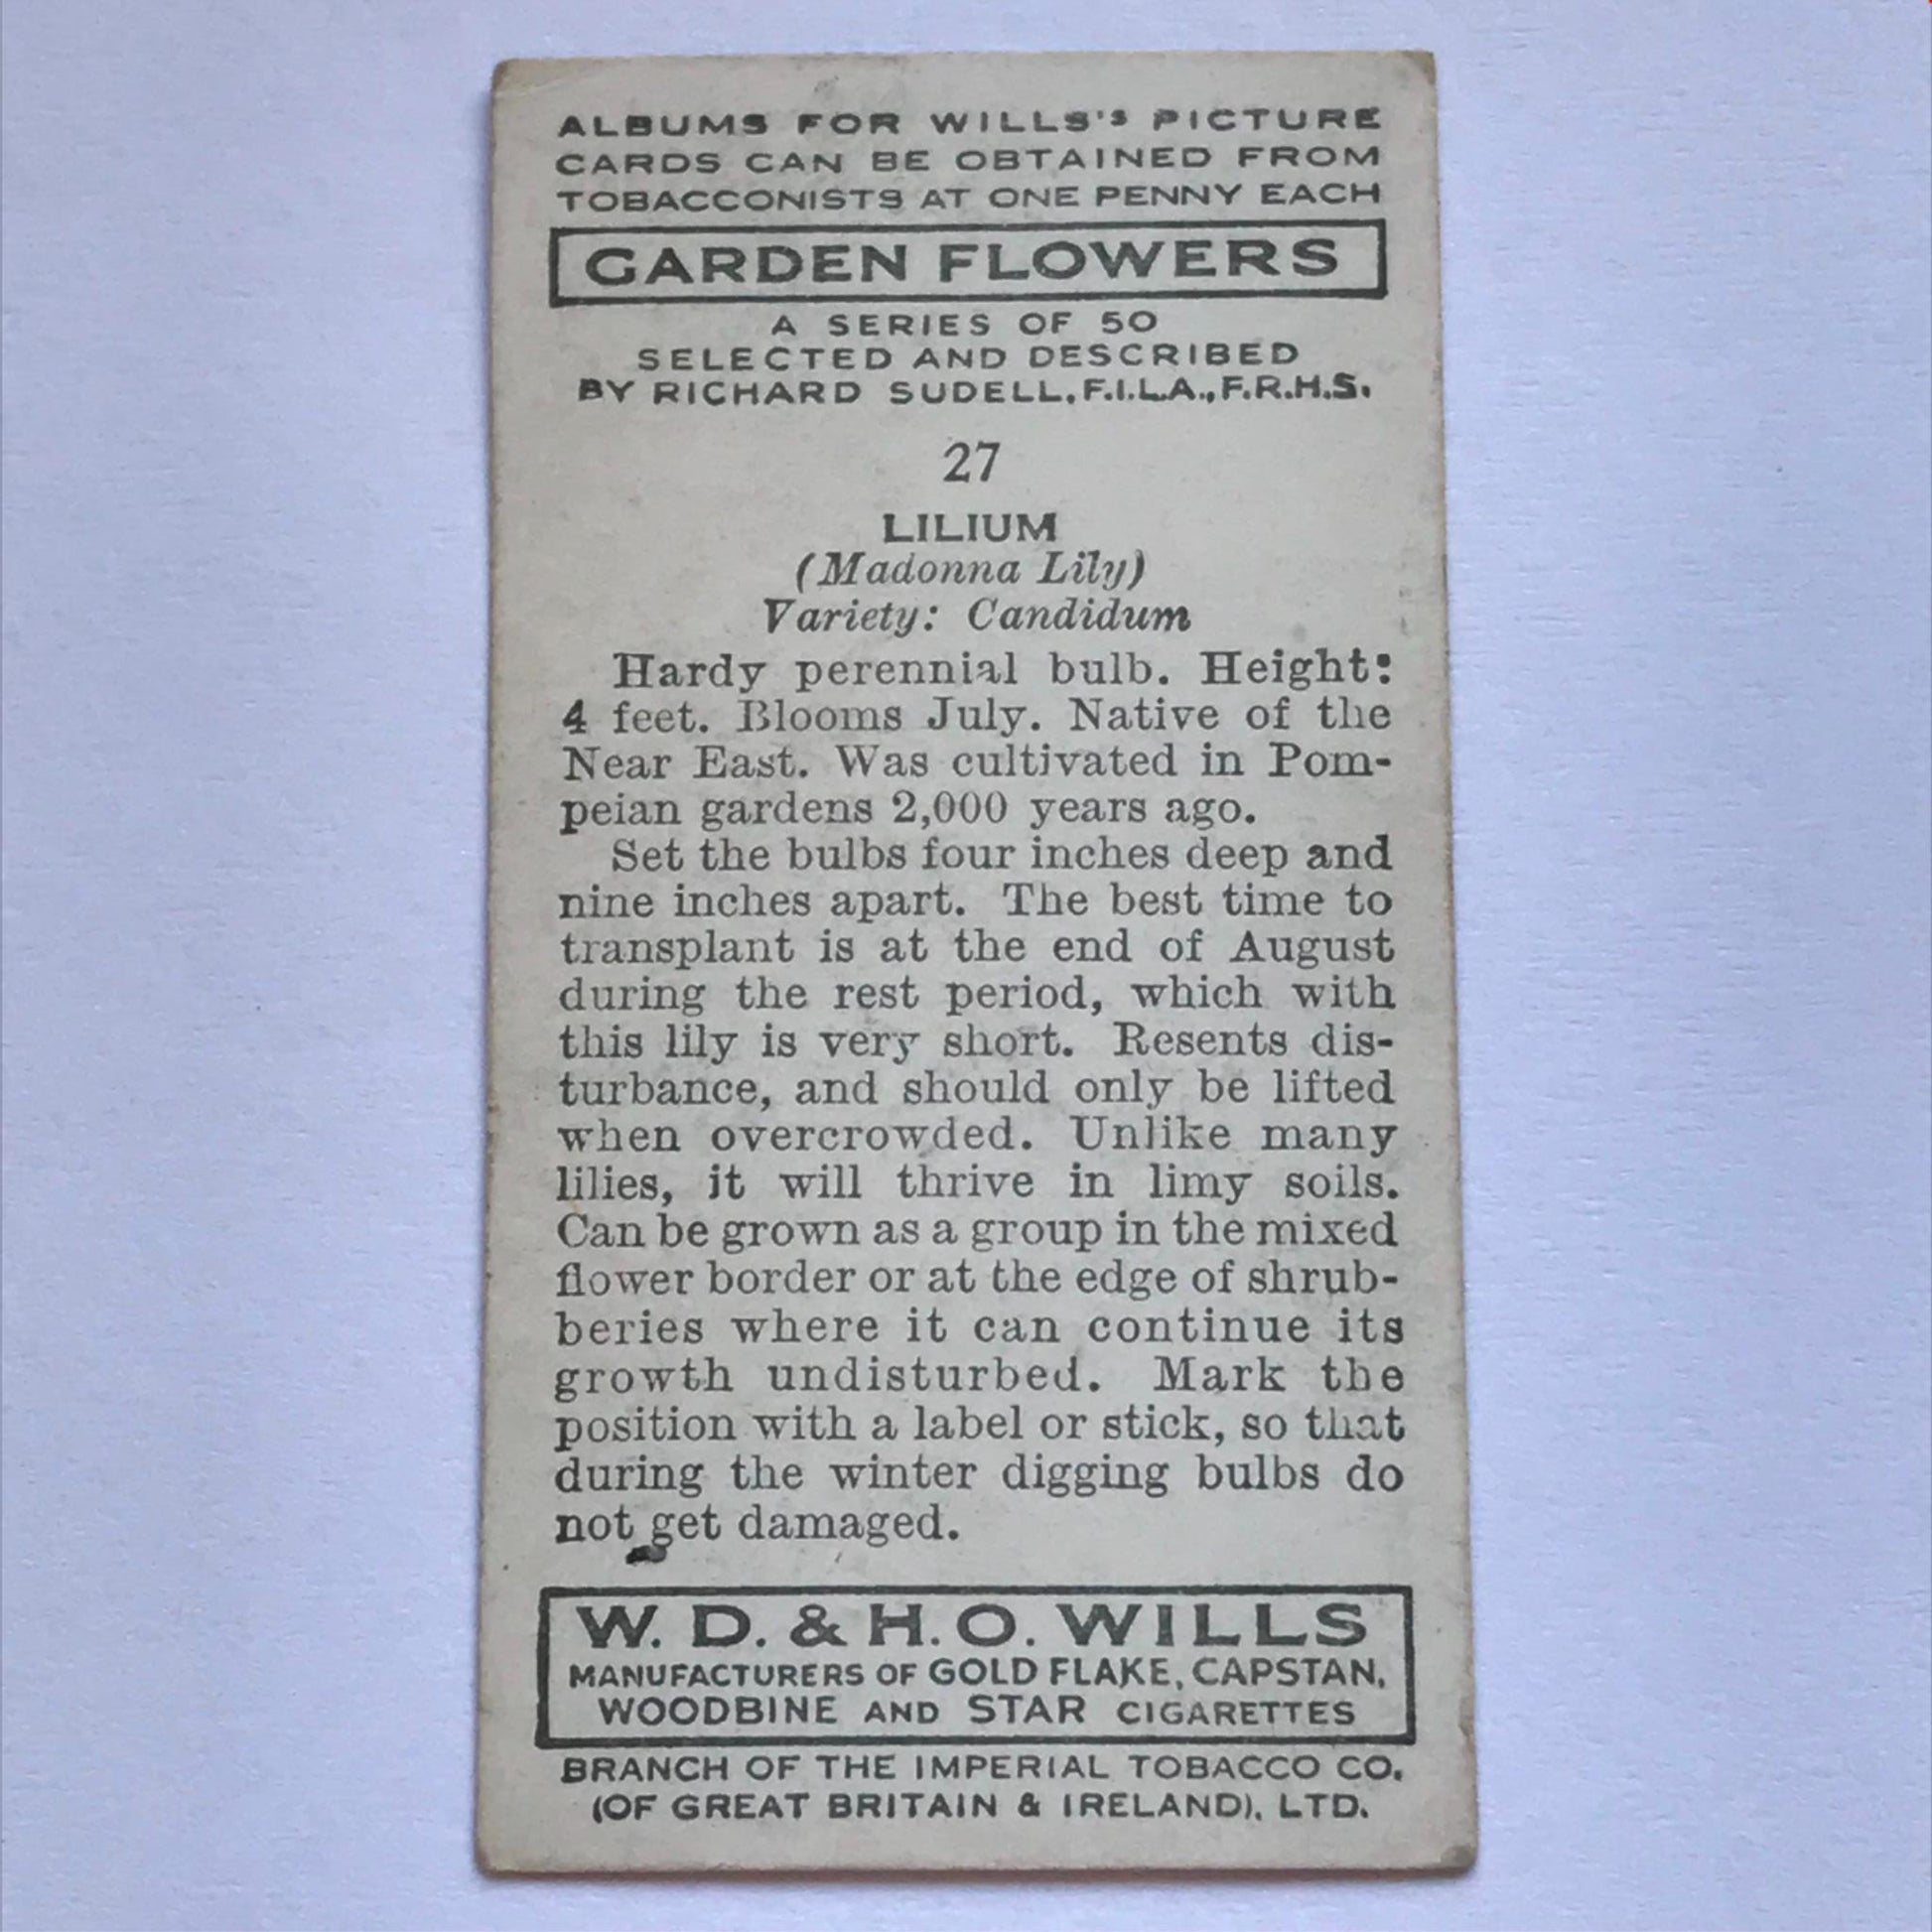 ALBUMS FOR WILLS'S PICTURE
CARDS CAN BE OBTAINED FROM
TOBACCONISTS AT ONE PENNY EACH
GARDEN FLOWERS
A SERIES OF 50
SELECTED AND DESCRIBED
BY RICHARD SUDELL, F.I.L.A., F.R.H.S.
27
LILIUM
(Madonna Lily)
Variety: Candidum
Hardy perennial bulb. Height:
4 feet. Blooms July. Native of the
Near East. Was cultivated in Pom-
peian gardens 2,000 years ago.
Set the bulbs four inches deep and
nine inches apart. The best time to
transplant is at the end of August
during the rest period, which with
this lily is very short. Resents dis-
turbance, and should only be lifted
when overcrowded. Unlike many
lilies, it will thrive in limy soils.
Can be grown as a group in the mixed
flower border or at the edge of shrub-
beries where it can continue its
growth undisturbed. Mark the
position with a label or stick, so that
during the winter digging bulbs do
not get damaged.
W. D. & H. O. WILLS
MANUFACTURERS OF GOLD FLAKE, CAPSTAN,
WOODBINE AND STAR CIGARETTES
BRANCH OF THE IMPERIAL TOBACCO CO.
(OF GREAT BRITAIN & IRELAND), LTD.